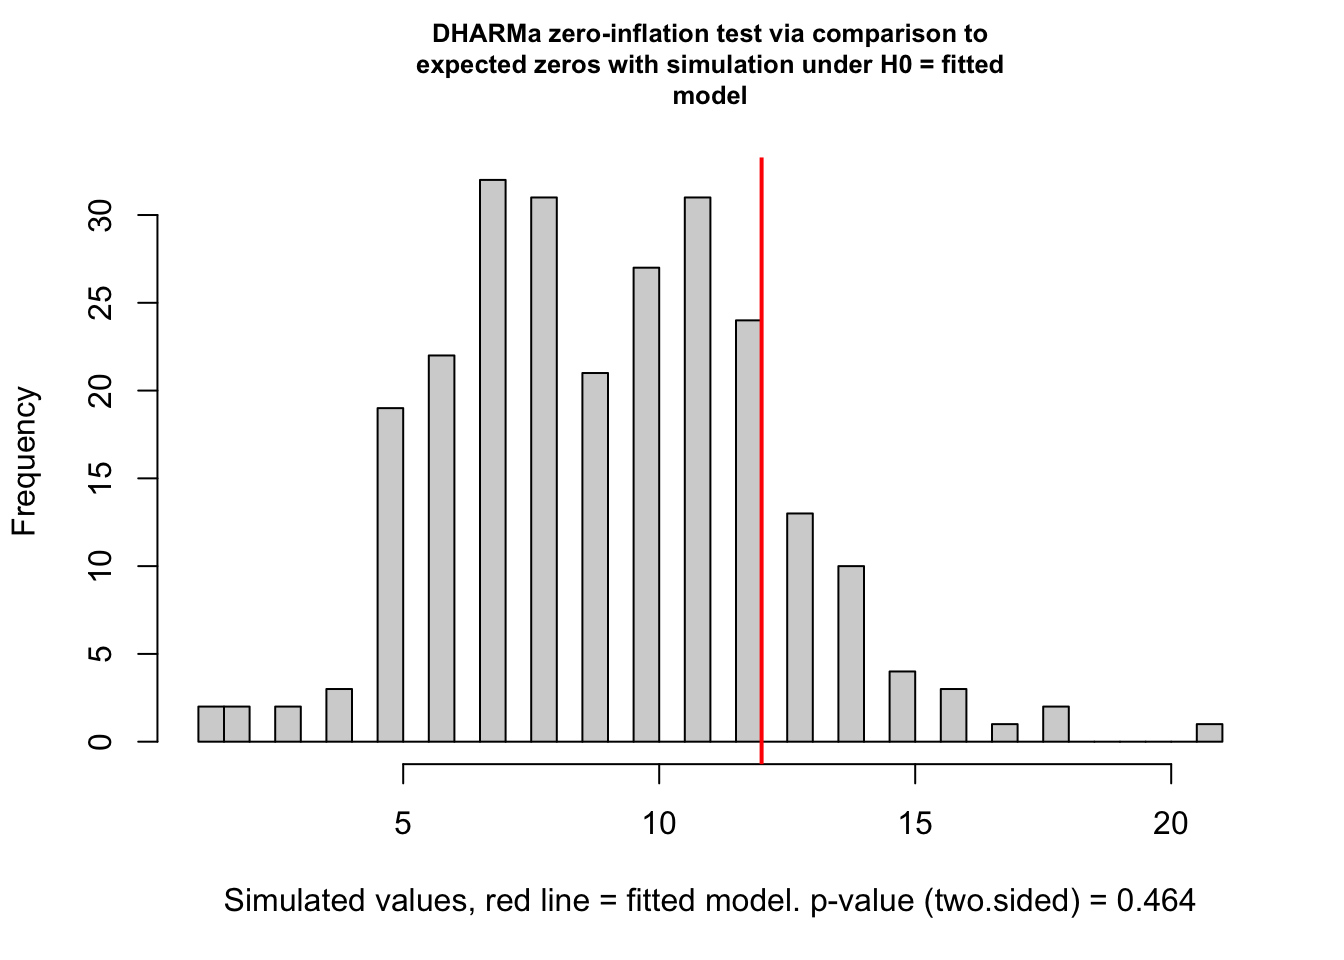 DHARMa zero-inflation test via comparison to
expected zeros with simulation under H0 = fitted
model
Frequency
30
25
20
15
10
5
0
5 10 15 20
Simulated values, red line = fitted model. p-value (two.sided) = 0.464